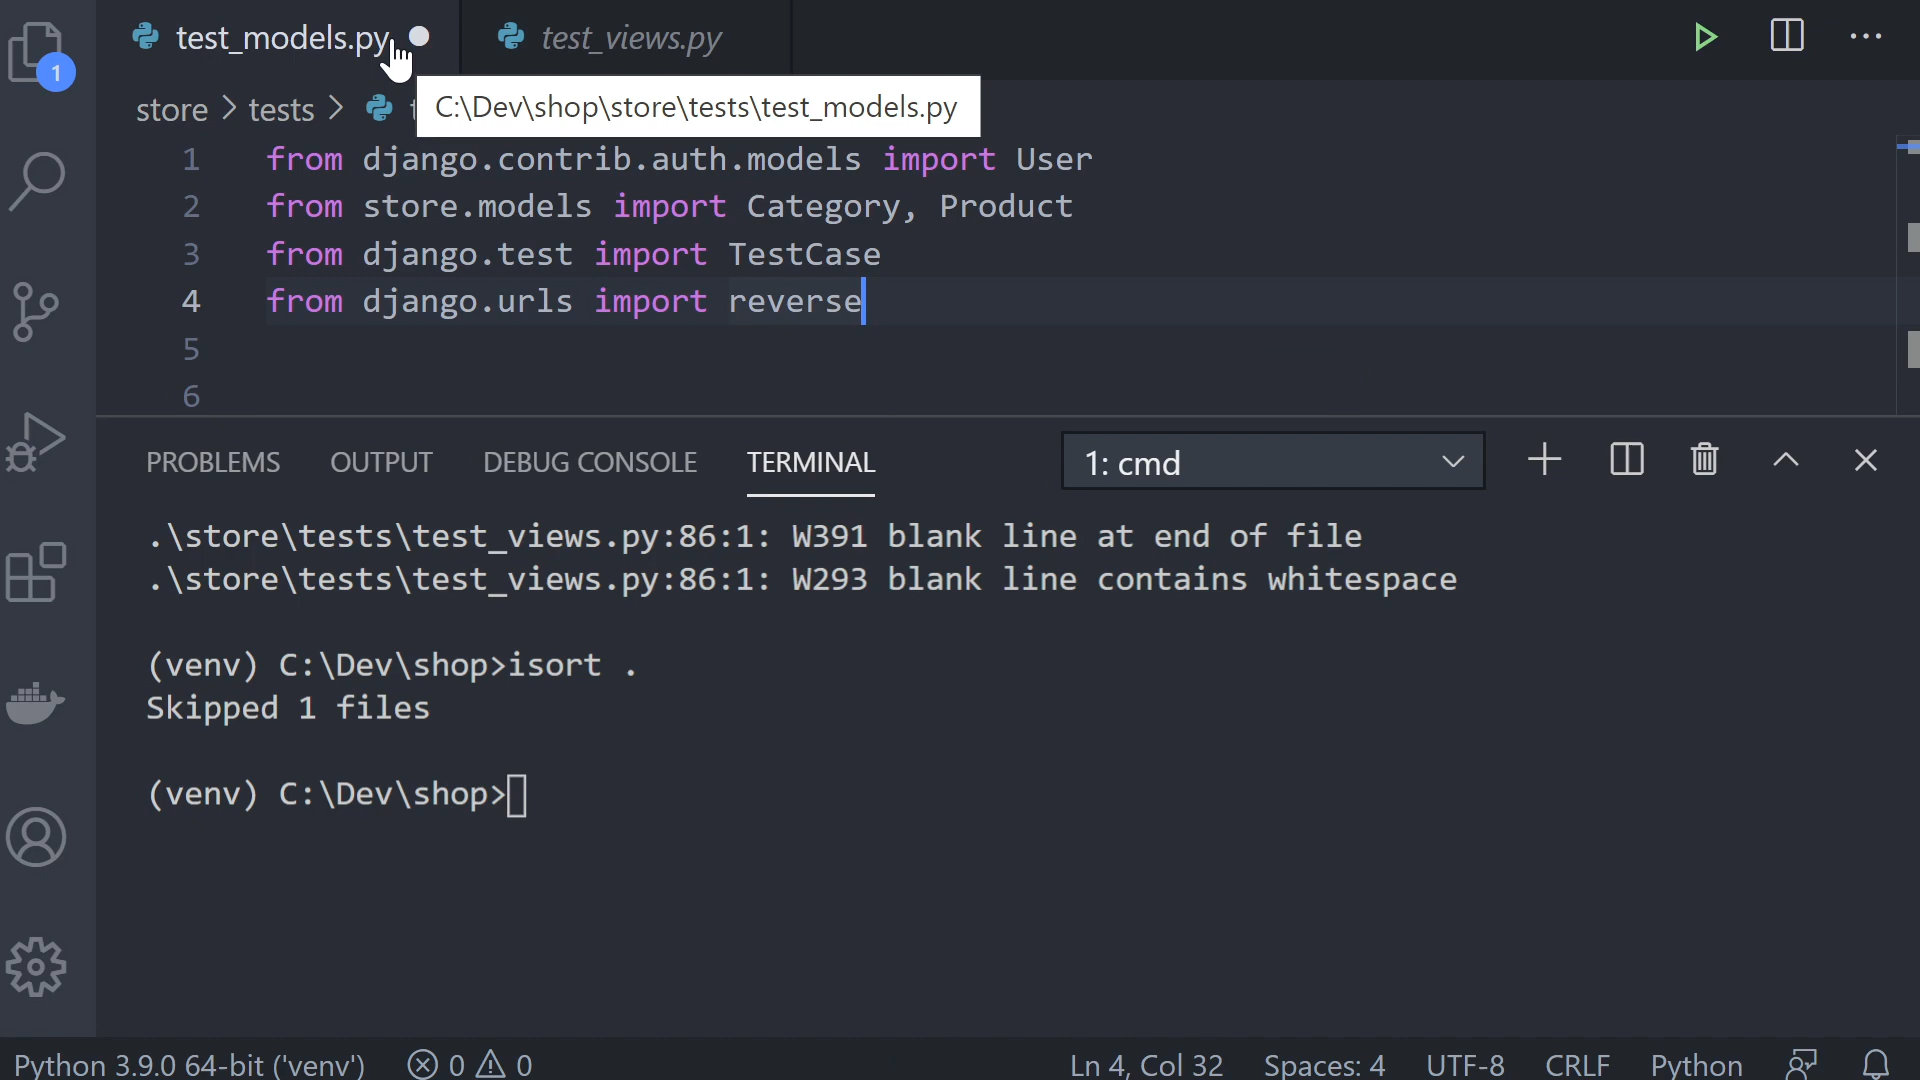 test_models.py
test_views.py
1
store > tests >
C:\Dev\shop\store\tests\test_models.py
1 from django.contrib.auth.models import User
2 from store.models import Category, Product
3 from django.test import TestCase
4 from django.urls import reverse
5
6
PROBLEMS OUTPUT DEBUG CONSOLE TERMINAL 1: cmd
.\store\tests\test_views.py:86:1: W391 blank line at end of file
.\store\tests\test_views.py:86:1: W293 blank line contains whitespace
(venv) C:\Dev\shop>isort .
Skipped 1 files
(venv) C:\Dev\shop>
Python 3.9.0 64-bit ('venv') 0 0 Ln 4, Col 32 Spaces: 4 UTF-8 CRLF Python